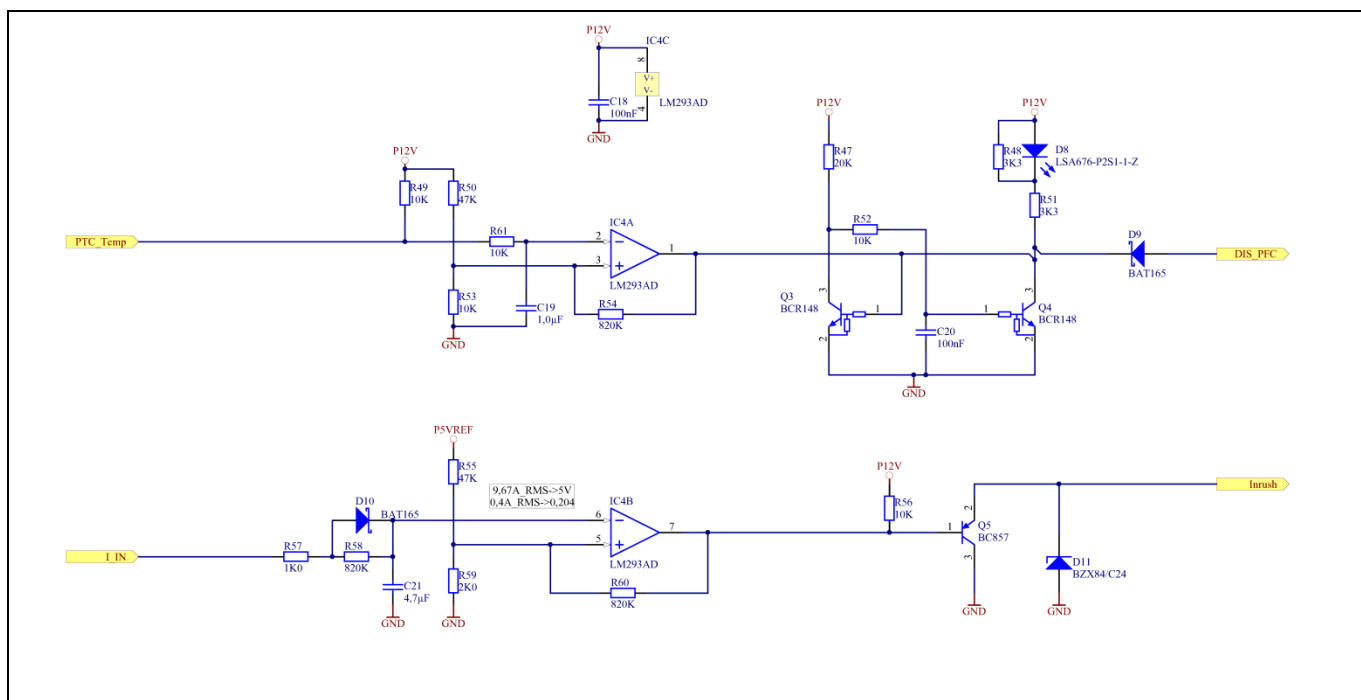 P12V
IC4C
8
V+
V-
4
C18
100nF
LM293AD
GND
P12V
R49
10K
R50
47K
PTC_Temp
R61
10K
IC4A
2
3
1
LM293AD
R53
10K
C19
1,0µF
R54
820K
GND
P12V
R47
20K
R52
10K
P12V
R48
3K3
D8
LSA676-P2S1-1-Z
R51
3K3
D9
BAT165
DIS_PFC
3
Q3
BCR148
1
2
C20
100nF
1
3
Q4
BCR148
2
GND
P5VREF
R55
47K
9,67A_RMS->5V
0,4A_RMS->0,204
D10
BAT165
I_IN
R57
1K0
R58
820K
C21
4,7µF
GND
R59
2K0
GND
IC4B
6
5
7
LM293AD
R60
820K
P12V
R56
10K
1
2
Q5
BC857
3
GND
D11
BZX84/C24
GND
Inrush